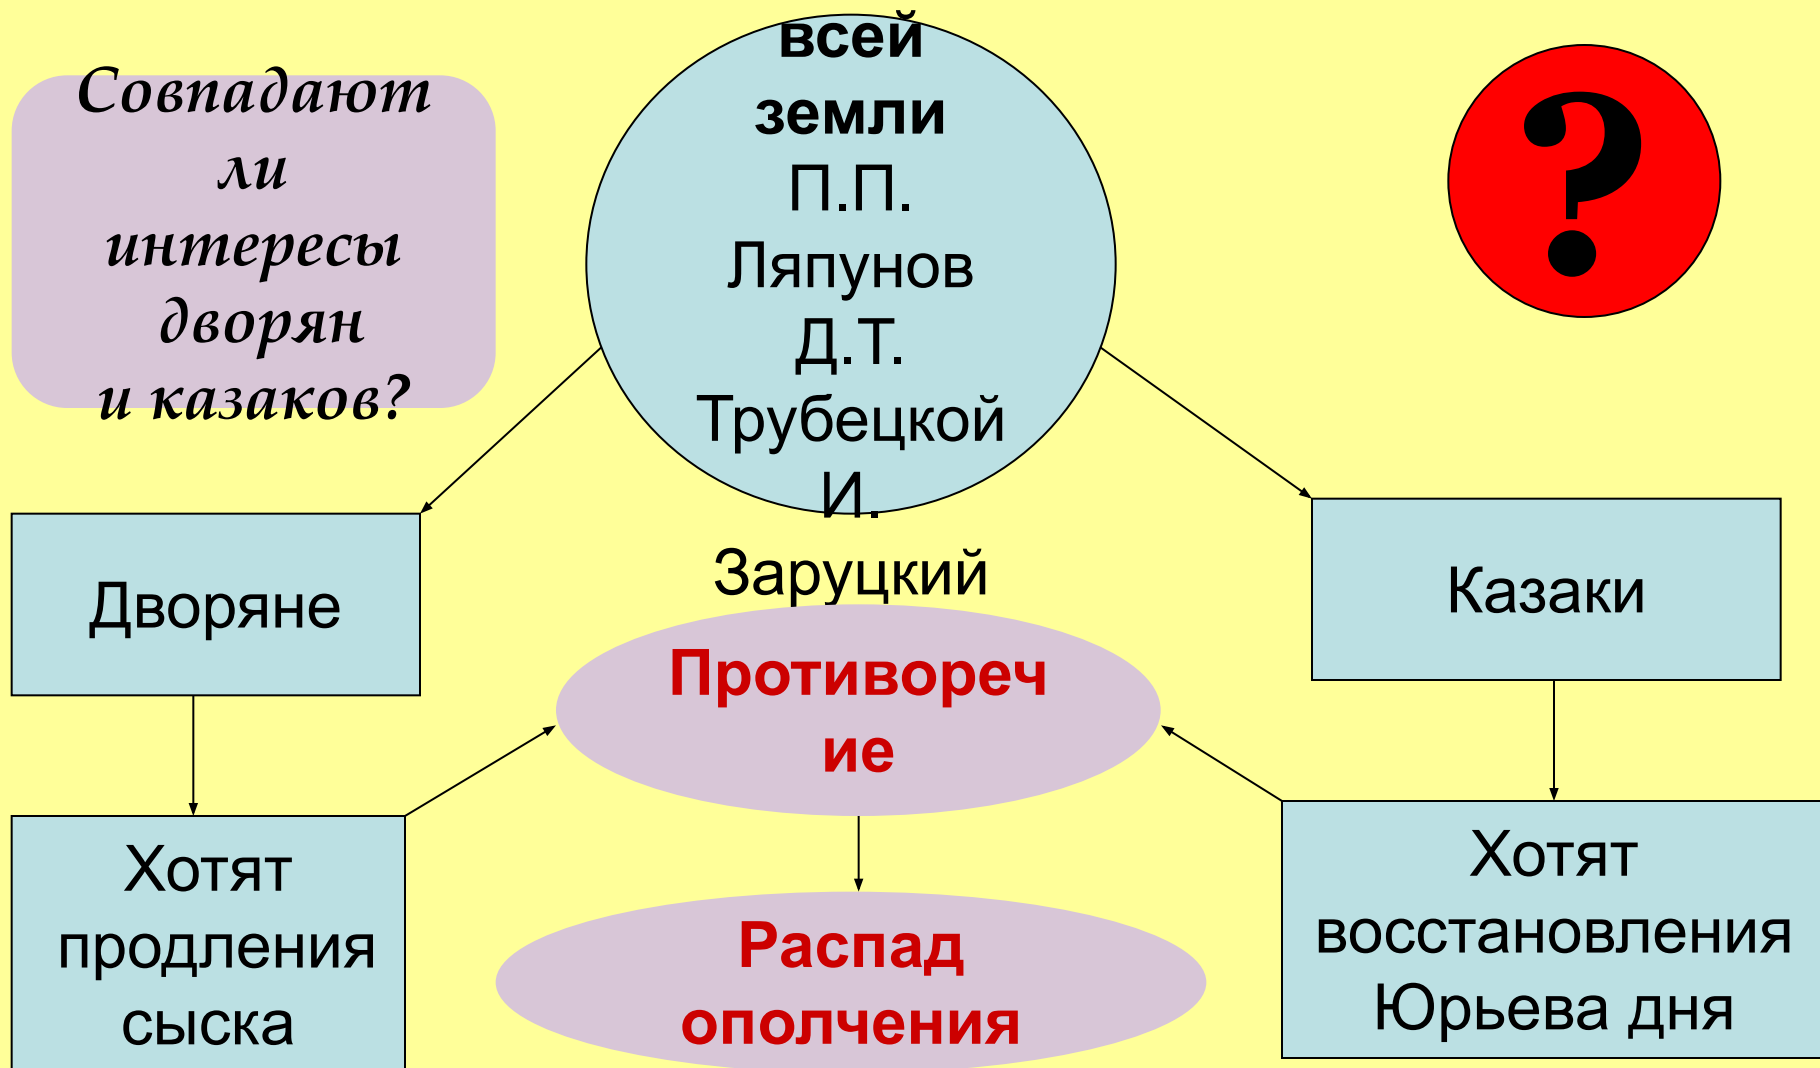 Совпадают
ли
интересы
дворян
и казаков?
всей
земли
П.П.
Ляпунов
Д.Т.
Трубецкой
И.
Заруцкий
?
Дворяне
Казаки
Противореч
ие
Хотят
продления
сыска
Распад
ополчения
Хотят
восстановления
Юрьева дня